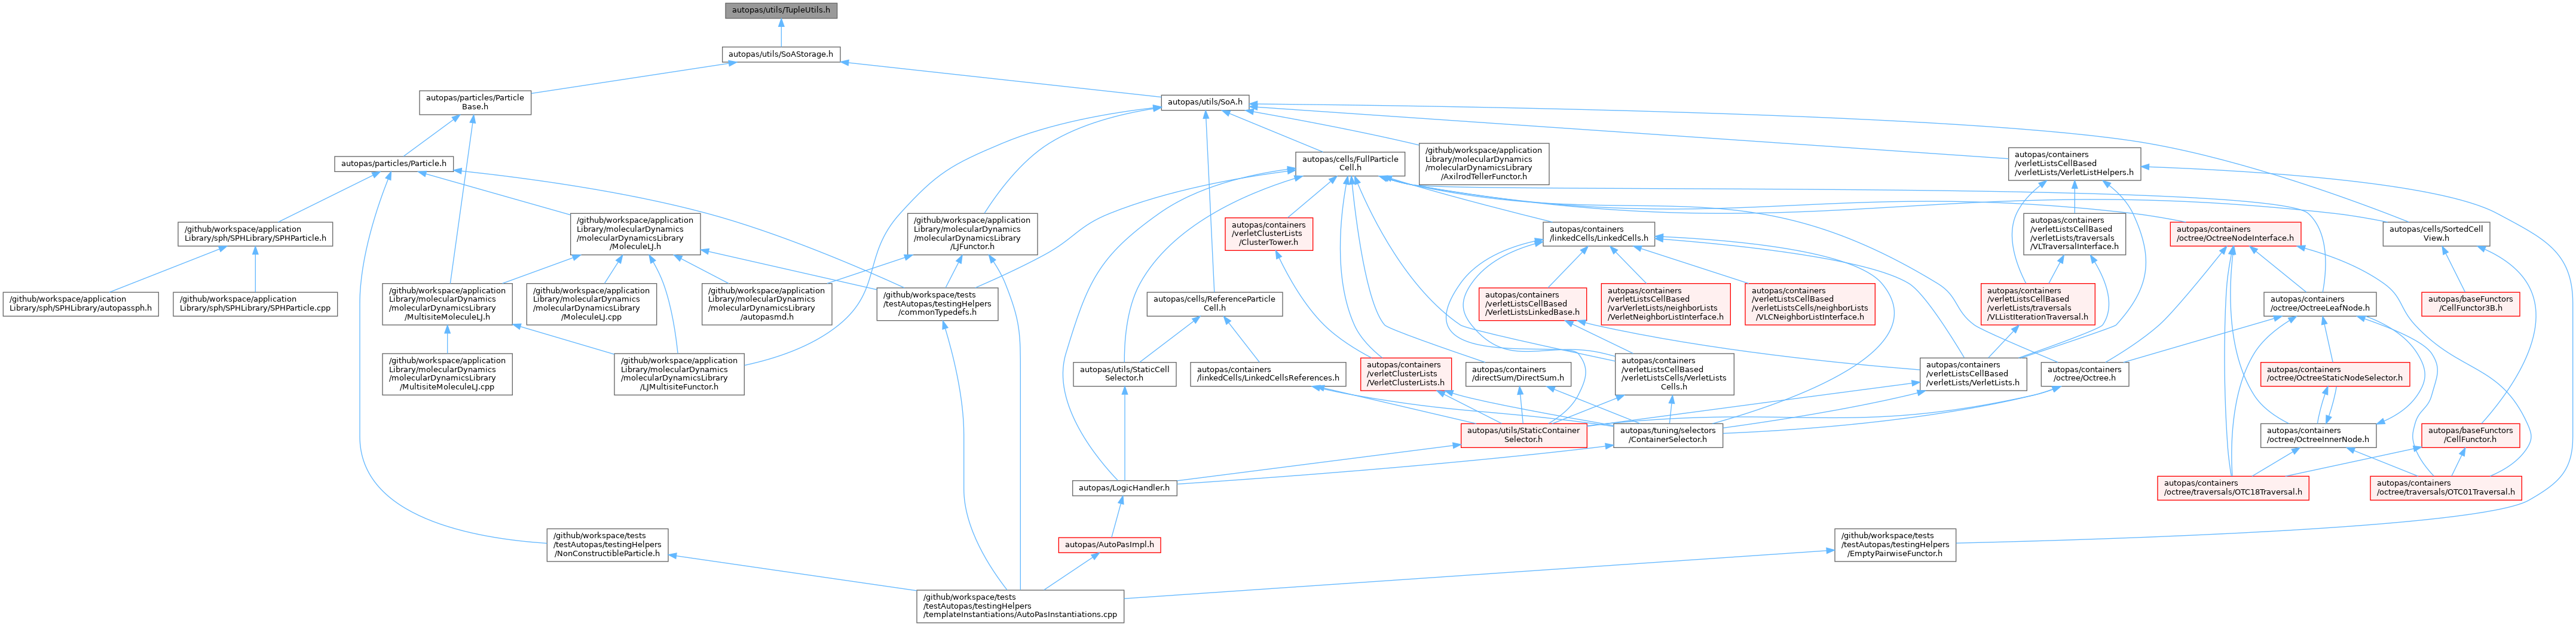 autopas/utils/TupleUtils.h
autopas/utils/SoAStorage.h
autopas/particles/Particle
Base.h
autopas/utils/SoA.h
autopas/particles/Particle.h
autopas/cells/FullParticle
Cell.h
/github/workspace/application
Library/molecularDynamics
/molecularDynamicsLibrary
/AxilrodTellerFunctor.h
autopas/containers
/verletListsCellBased
/verletLists/VerletListHelpers.h
/github/workspace/application
Library/sph/SPHLibrary/SPHParticle.h
/github/workspace/application
Library/molecularDynamics
/molecularDynamicsLibrary
/MoleculeLJ.h
/github/workspace/application
Library/molecularDynamics
/molecularDynamicsLibrary
/LJFunctor.h
autopas/containers
/verletClusterLists
/ClusterTower.h
autopas/containers
/linkedCells/LinkedCells.h
autopas/containers
/verletListsCellBased
/verletLists/traversals
/VLTraversalInterface.h
autopas/containers
/octree/OctreeNodeInterface.h
autopas/cells/SortedCell
View.h
/github/workspace/application
Library/sph/SPHLibrary/autopassph.h
/github/workspace/application
Library/sph/SPHLibrary/SPHParticle.cpp
/github/workspace/application
Library/molecularDynamics
/molecularDynamicsLibrary
/MultisiteMoleculeLJ.h
/github/workspace/application
Library/molecularDynamics
/molecularDynamicsLibrary
/MoleculeLJ.cpp
/github/workspace/application
Library/molecularDynamics
/molecularDynamicsLibrary
/autopasmd.h
/github/workspace/tests
/testAutopas/testingHelpers
/commonTypedefs.h
autopas/cells/ReferenceParticle
Cell.h
autopas/containers
/verletListsCellBased
/VerletListsLinkedBase.h
autopas/containers
/verletListsCellBased
/varVerletLists/neighborLists
/VerletNeighborListInterface.h
autopas/containers
/verletListsCellBased
/verletListsCells/neighborLists
/VLCNeighborListInterface.h
autopas/containers
/verletListsCellBased
/verletLists/traversals
/VLListIterationTraversal.h
autopas/containers
/octree/OctreeLeafNode.h
autopas/baseFunctors
/CellFunctor3B.h
/github/workspace/application
Library/molecularDynamics
/molecularDynamicsLibrary
/MultisiteMoleculeLJ.cpp
/github/workspace/application
Library/molecularDynamics
/molecularDynamicsLibrary
/LJMultisiteFunctor.h
autopas/utils/StaticCell
Selector.h
autopas/containers
/linkedCells/LinkedCellsReferences.h
autopas/containers
/verletClusterLists
/VerletClusterLists.h
autopas/containers
/directSum/DirectSum.h
autopas/containers
/verletListsCellBased
/verletListsCells/VerletLists
Cells.h
autopas/containers
/verletListsCellBased
/verletLists/VerletLists.h
autopas/containers
/octree/Octree.h
autopas/containers
/octree/OctreeStaticNodeSelector.h
autopas/utils/StaticContainer
Selector.h
autopas/tuning/selectors
/ContainerSelector.h
autopas/containers
/octree/OctreeInnerNode.h
autopas/baseFunctors
/CellFunctor.h
autopas/LogicHandler.h
autopas/containers
/octree/traversals/OTC18Traversal.h
autopas/containers
/octree/traversals/OTC01Traversal.h
/github/workspace/tests
/testAutopas/testingHelpers
/NonConstructibleParticle.h
autopas/AutoPasImpl.h
/github/workspace/tests
/testAutopas/testingHelpers
/EmptyPairwiseFunctor.h
/github/workspace/tests
/testAutopas/testingHelpers
/templateInstantiations/AutoPasInstantiations.cpp